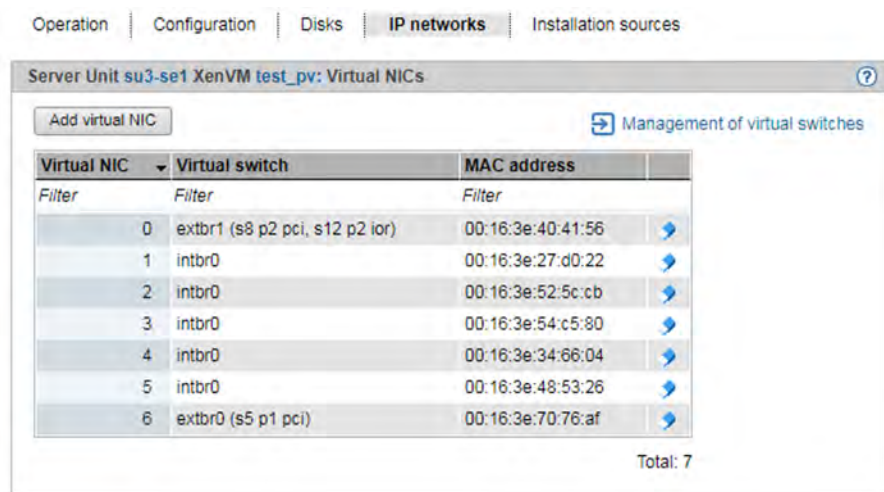 Operation Configuration Disks IP networks Installation sources
Server Unit su3-se1 XenVM test_pv: Virtual NICs
Add virtual NIC Management of virtual switches
Virtual NIC Virtual switch MAC address
Filter Filter Filter
0 extbr1 (s8 p2 pci, s12 p2 ior) 00:16:3e:40:41:56
1 intbr0 00:16:3e:27:d0:22
2 intbr0 00:16:3e:52:5c:cb
3 intbr0 00:16:3e:54:c5:80
4 intbr0 00:16:3e:34:66:04
5 intbr0 00:16:3e:48:53:26
6 extbr0 (s5 p1 pci) 00:16:3e:70:76:af
Total: 7